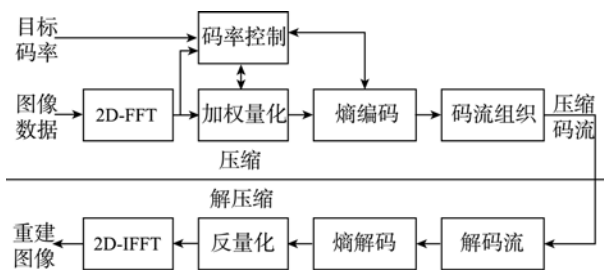 目标
码率
码率控制
图像
数据
2D-FFT
加权量化
熵编码
码流组织
压缩
码流
压缩
解压缩
重建
图像
2D-IFFT
反量化
熵解码
解码流